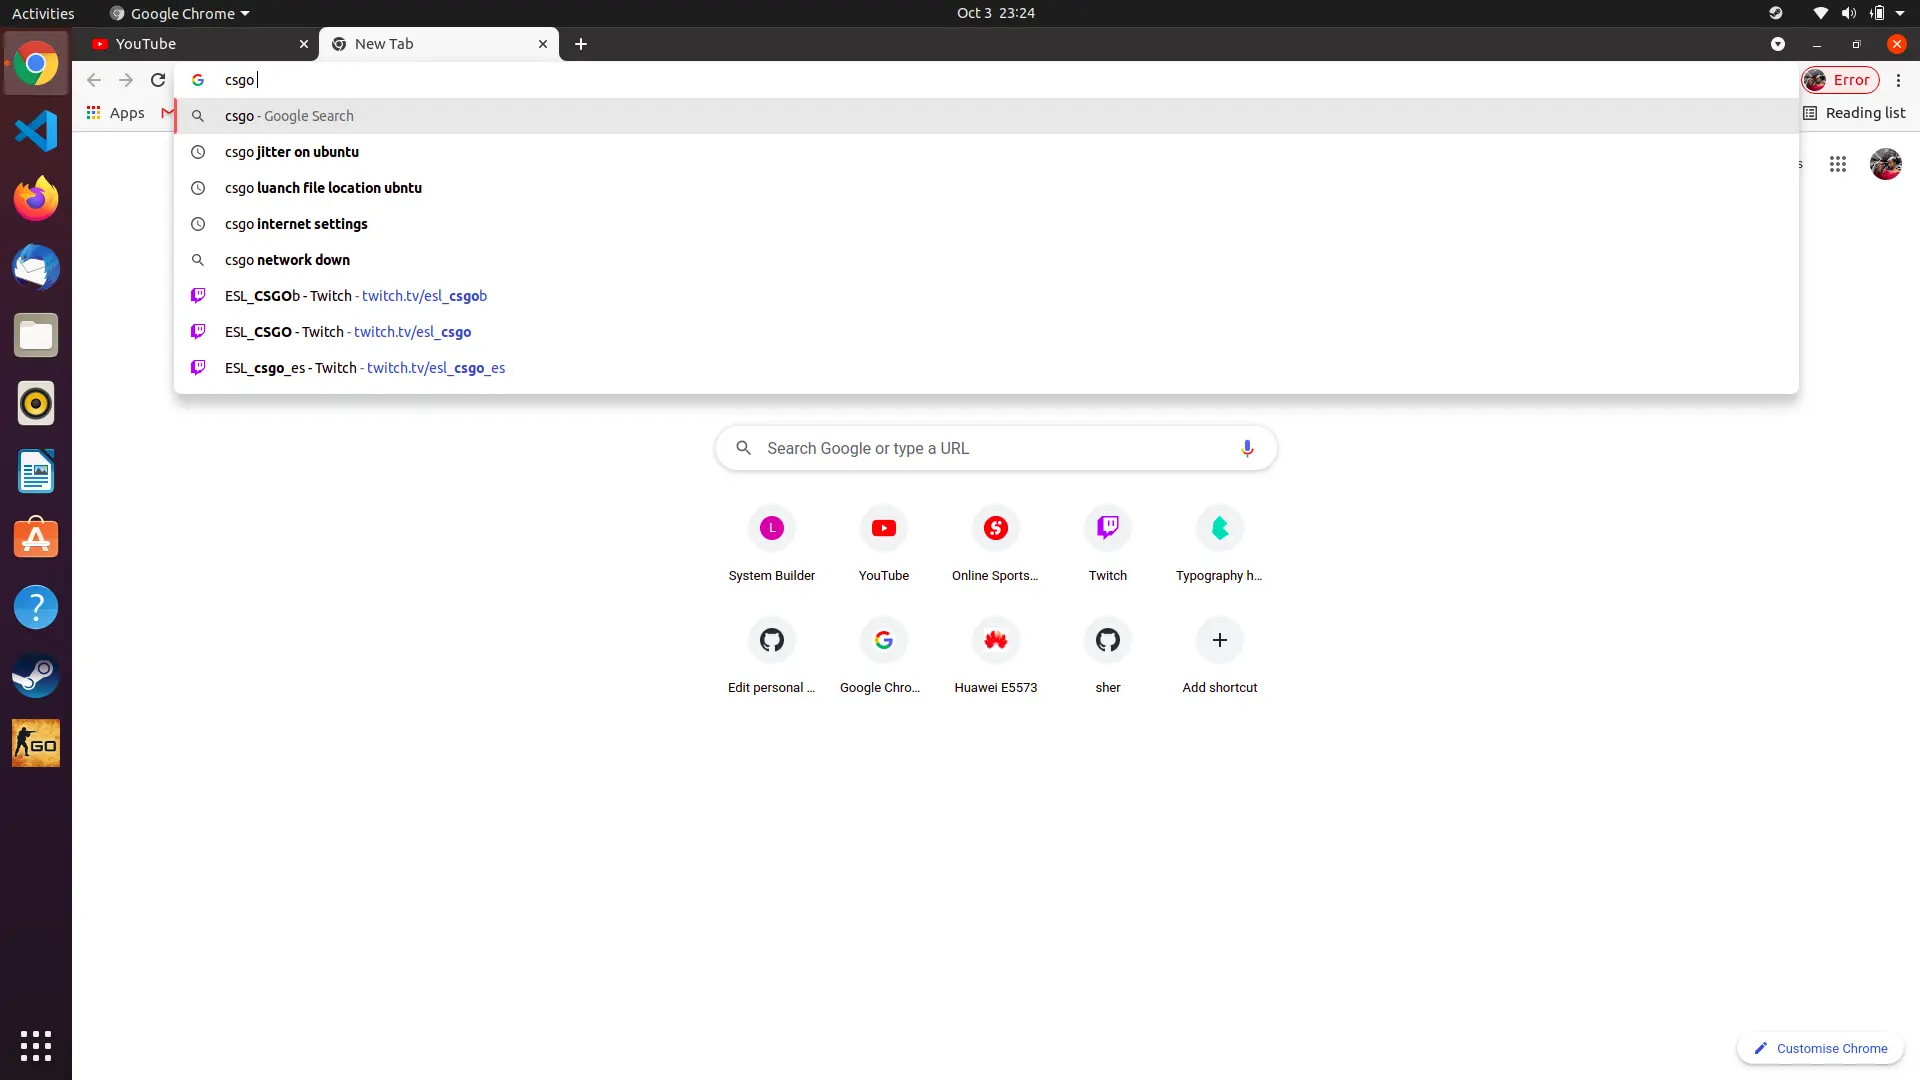 Activities
Google Chrome
Oct 3 23:24
YouTube
New Tab
csgo
Error
Apps
Reading list
csgo - Google Search
csgo jitter on ubuntu
csgo luanch file location ubntu
csgo internet settings
csgo network down
ESL_CSGOb - Twitch - twitch.tv/esl_csgob
ESL_CSGO - Twitch - twitch.tv/esl_csgo
ESL_csgo_es - Twitch - twitch.tv/esl_csgo_es
s
Search Google or type a URL
L
System Builder
YouTube
Online Sports...
Twitch
Typography h...
Edit personal ...
Google Chro...
Huawei E5573
sher
Add shortcut
GO
Customise Chrome